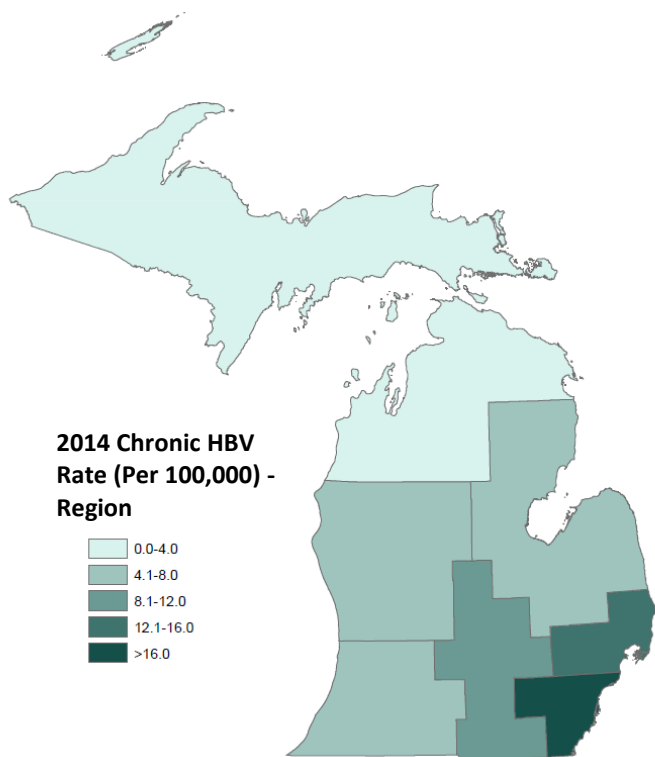 2014 Chronic HBV
Rate (Per 100,000) -
Region
0.0-4.0
4.1-8.0
8.1-12.0
12.1-16.0
>16.0